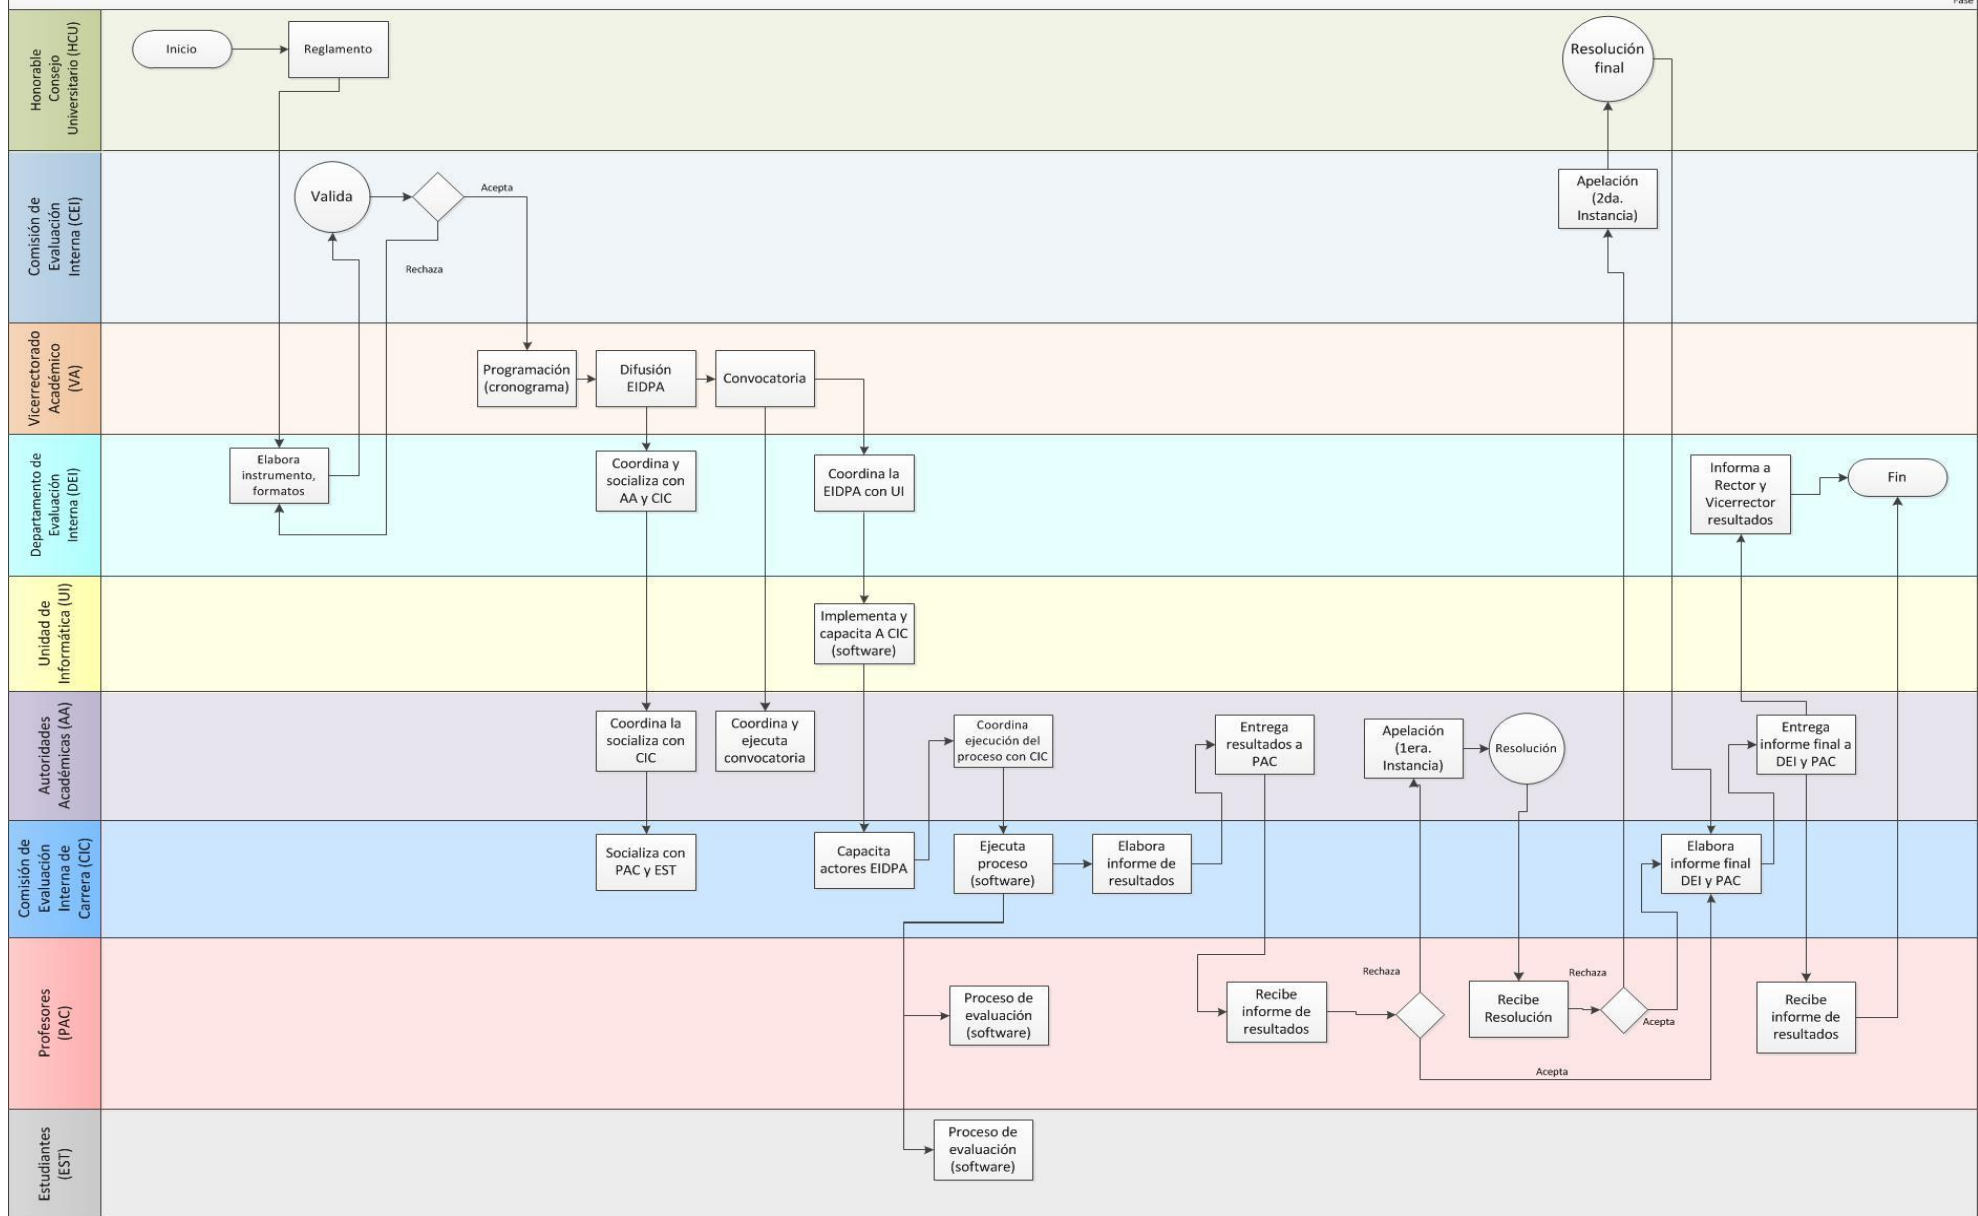 Fase
Honorable
Consejo
Universitario (HCU)
Inicio
Reglamento
Resolución
final
Comisión de
Evaluación
Interna (CEI)
Valida
Acepta
Rechaza
Apelación
(2da.
Instancia)
Vicerrectorado
Académico
(VA)
Programación
(cronograma)
Difusión
EIDPA
Convocatoria
Departamento de
Evaluación
Interna (DEI)
Elabora
instrumento,
formatos
Coordina y
socializa con
AA y CIC
Coordina la
EIDPA con UI
Informa a
Rector y
Vicerrector
resultados
Fin
Unidad de
Informática (UI)
Implementa y
capacita A CIC
(software)
Autoridades
Académicas (AA)
Coordina la
socializa con
CIC
Coordina y
ejecuta
convocatoria
Coordina
ejecución del
proceso con CIC
Entrega
resultados a
PAC
Apelación
(1era.
Instancia)
Resolución
Entrega
informe final a
DEI y PAC
Comisión de
Evaluación
Interna de
Carrera (CIC)
Socializa con
PAC y EST
Capacita
actores EIDPA
Ejecuta
proceso
(software)
Elabora
informe de
resultados
Elabora
informe final
DEI y PAC
Profesores
(PAC)
Proceso de
evaluación
(software)
Recibe
informe de
resultados
Rechaza
Acepta
Recibe
Resolución
Rechaza
Acepta
Recibe
informe de
resultados
Estudiantes
(EST)
Proceso de
evaluación
(software)